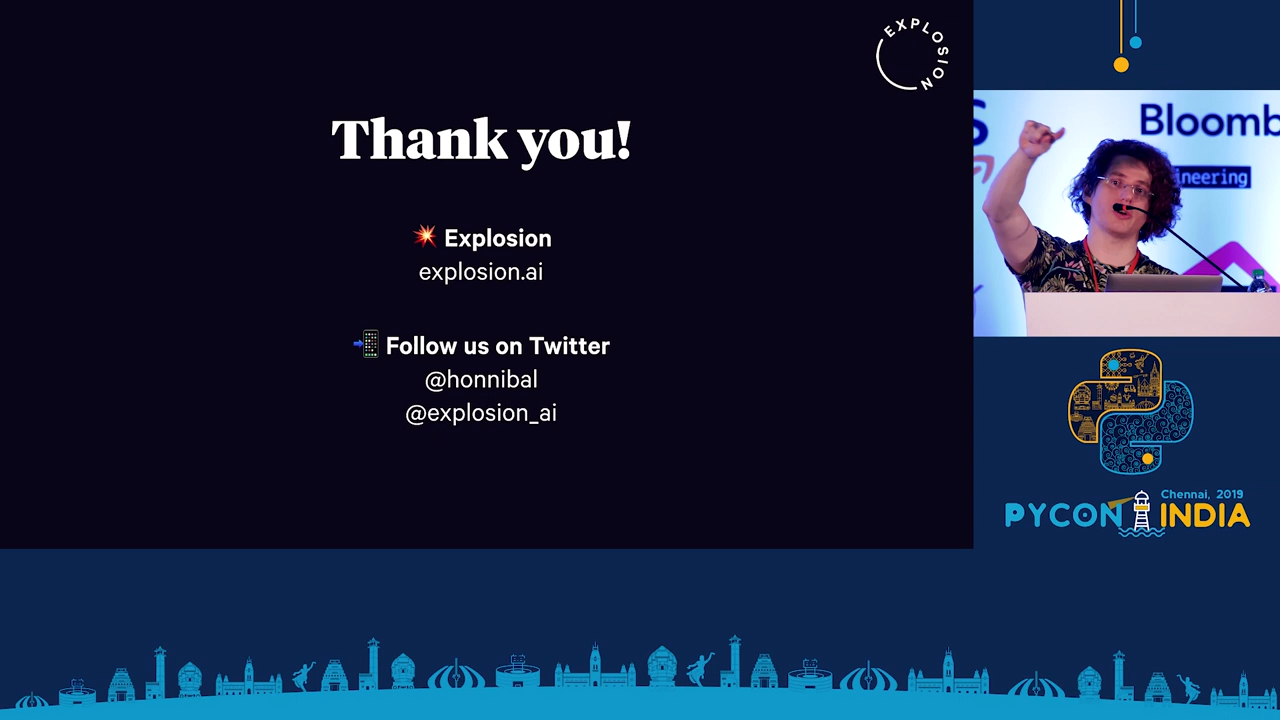 EXPLOSION
Thank you!
💥 Explosion
explosion.ai
📲 Follow us on Twitter
@honnibal
@explosion_ai
S
Bloomb
ineering
Chennai, 2019
PYCON INDIA